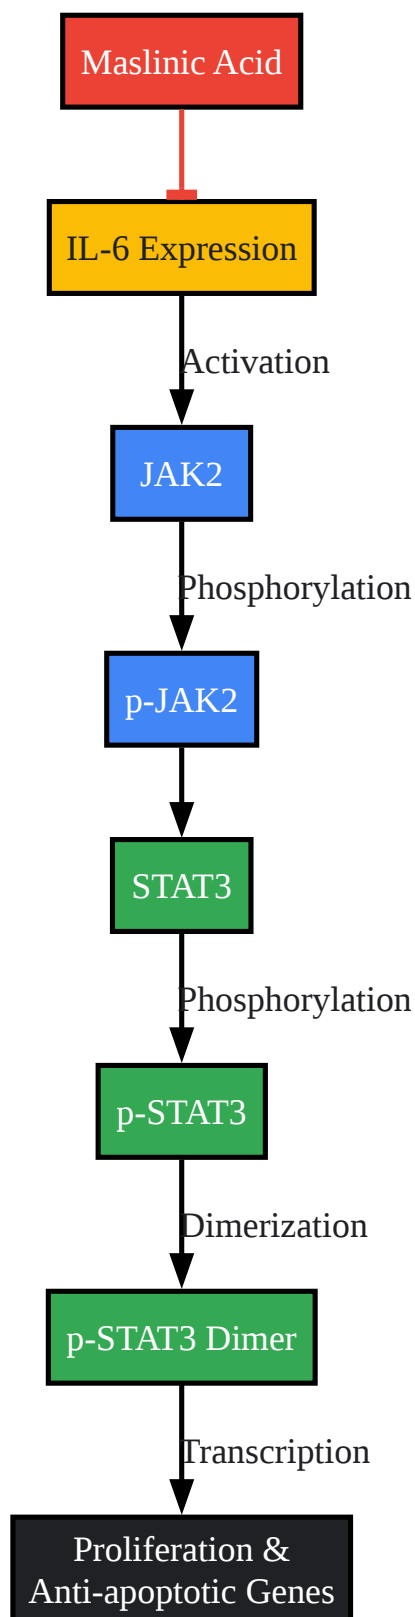 Maslinic Acid
IL-6 Expression
Activation
JAK2
Phosphorylation
p-JAK2
STAT3
Phosphorylation
p-STAT3
Dimerization
p-STAT3 Dimer
Transcription
Proliferation &
Anti-apoptotic Genes